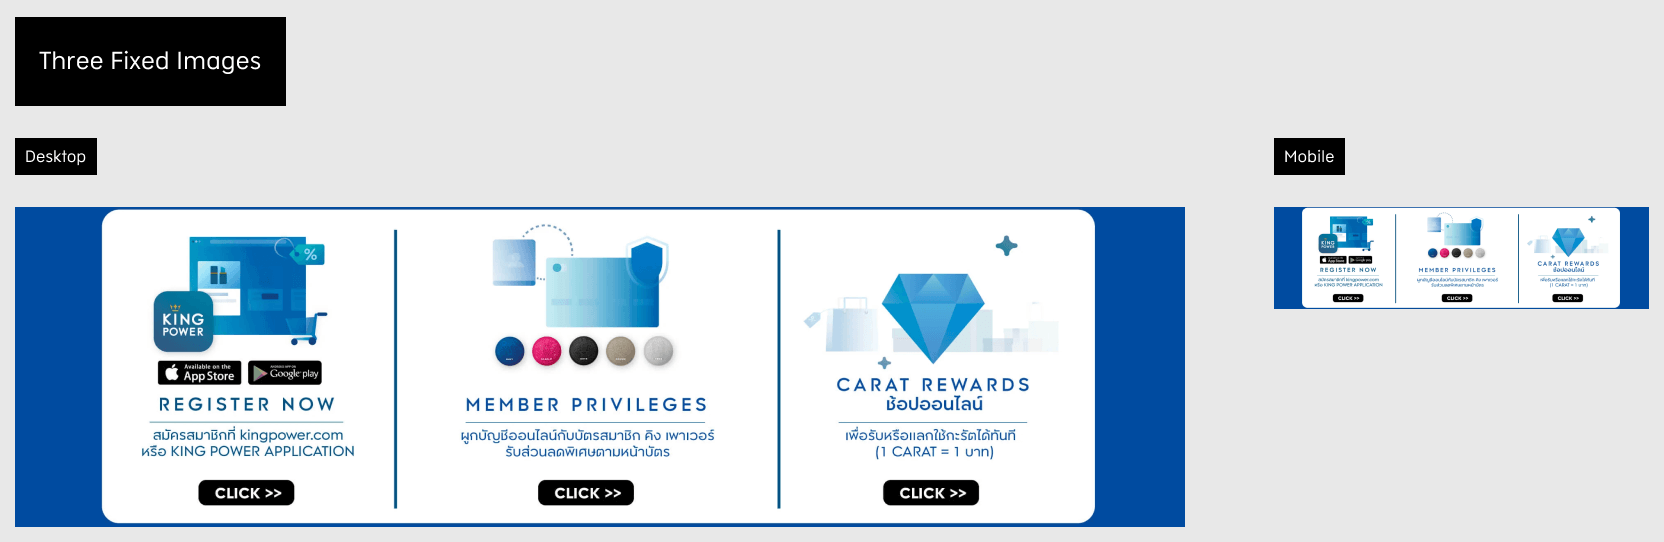 Three Fixed Images
Desktop
Mobile
%
KING
POWER
Available on the
App Store
Google play
REGISTER NOW
สมัครสมาชิกที่ kingpower.com
หรือ KING POWER APPLICATION
CLICK >>
MEMBER PRIVILEGES
ผูกบัญชีออนไลน์กับบัตรสมาชิก คิง เพาเวอร์
รับส่วนลดพิเศษตามหน้าบัตร
CLICK >>
CARAT REWARDS
ช้อปออนไลน์
เพื่อรับหรือแลกใช้กะรัตได้ทันที
(1 CARAT = 1 บาท)
CLICK >>
KING
POWER
App Store
Google play
REGISTER NOW
สมัครสมาชิกที่ kingpower.com
หรือ KING POWER APPLICATION
CLICK >>
MEMBER PRIVILEGES
ผูกบัญชีออนไลน์กับบัตรสมาชิก คิง เพาเวอร์
รับส่วนลดพิเศษตามหน้าบัตร
CLICK >>
CARAT REWARDS
ช้อปออนไลน์
เพื่อรับหรือแลกใช้กะรัตได้ทันที
(1 CARAT = 1 บาท)
CLICK >>